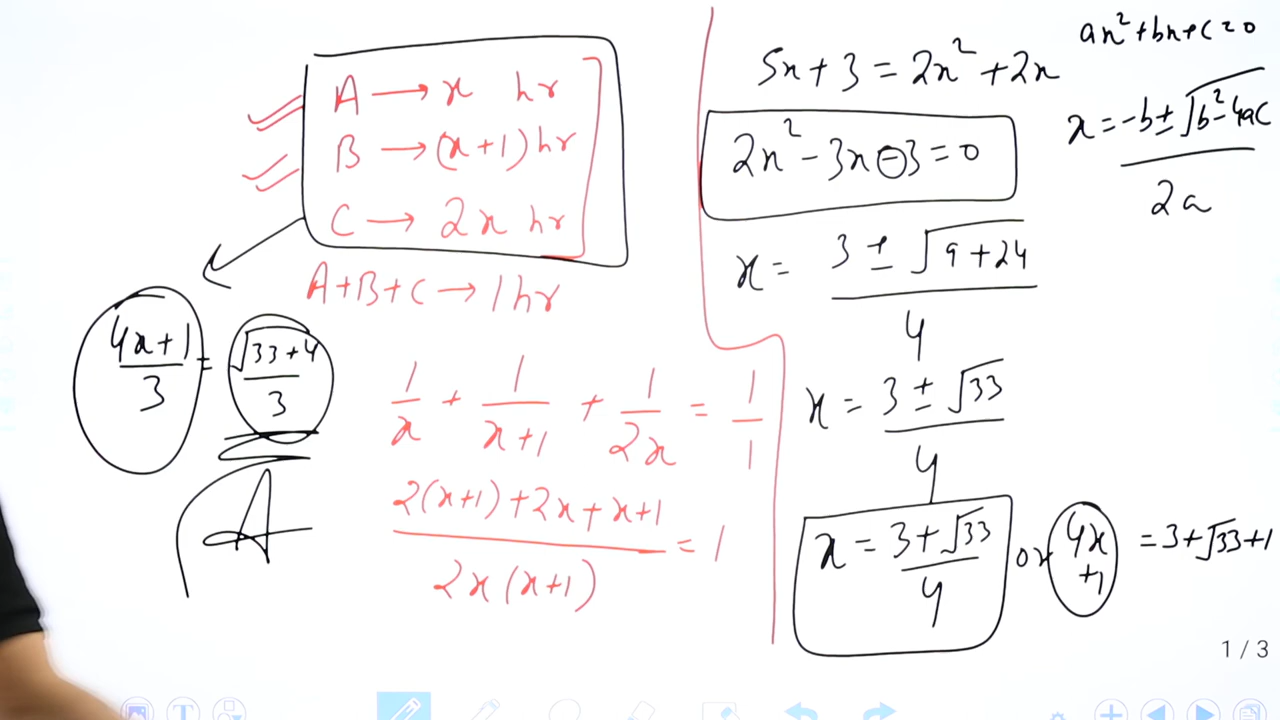 A → x hr
B → (x+1) hr
C → 2x hr
A+B+C → 1 hr
4x+1/3 = √33+4/3
A
1/x + 1/x+1 + 1/2x = 1/1
2(x+1)+2x+x+1/2x(x+1) = 1
5x+3 = 2x²+2x
2x²-3x-3=0
ax²+bx+c=0
x = -b±√b²-4ac/2a
x = 3±√9+24/4
x = 3±√33/4
x = 3+√33/4 or 4x+1 = 3+√33+1
1 / 3